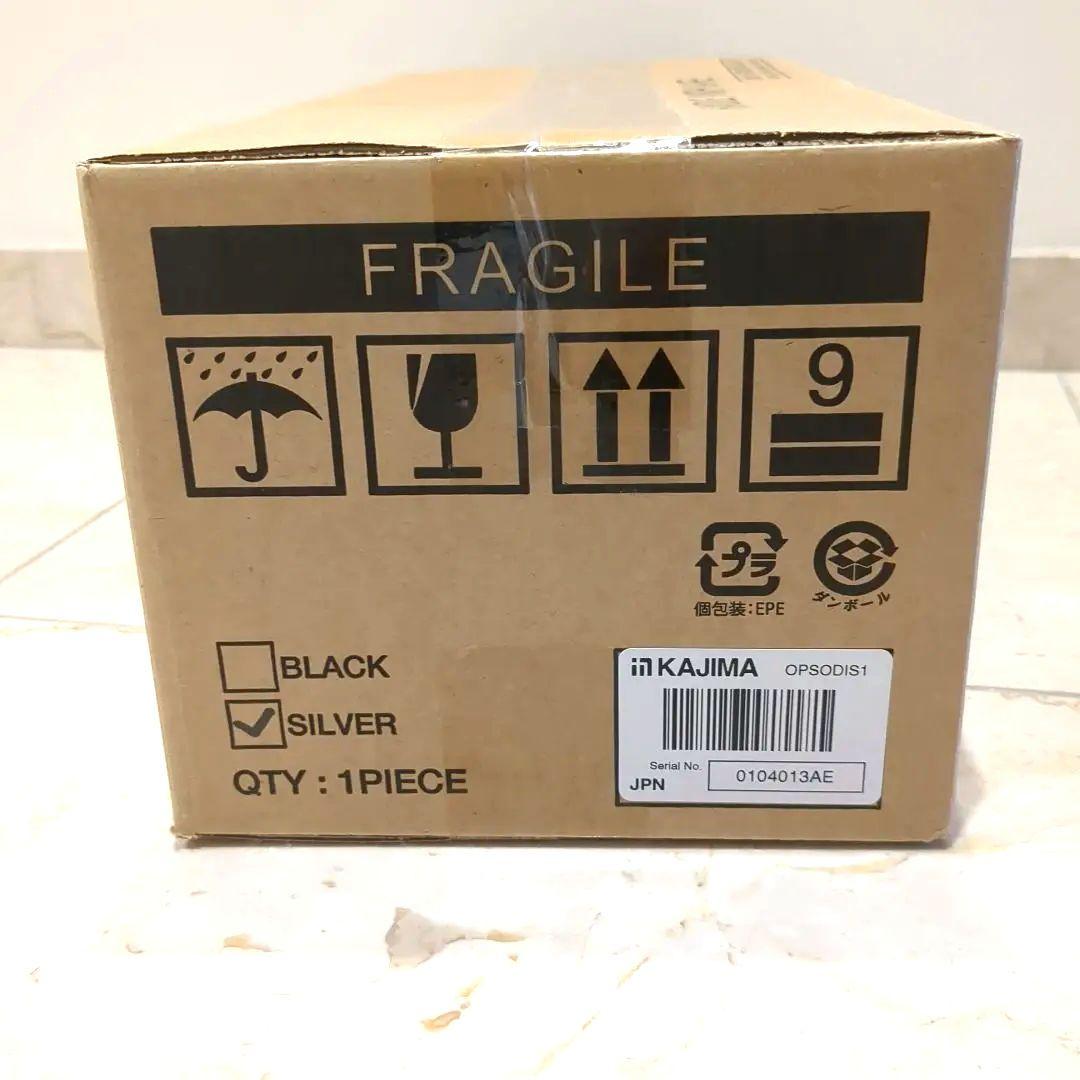 FRAGILE
9
プラ
個包装:EPE
ダンボール
BLACK
SILVER
QTY : 1PIECE
KAJIMA OPSODIS1
Serial No.
JPN 0104013AE